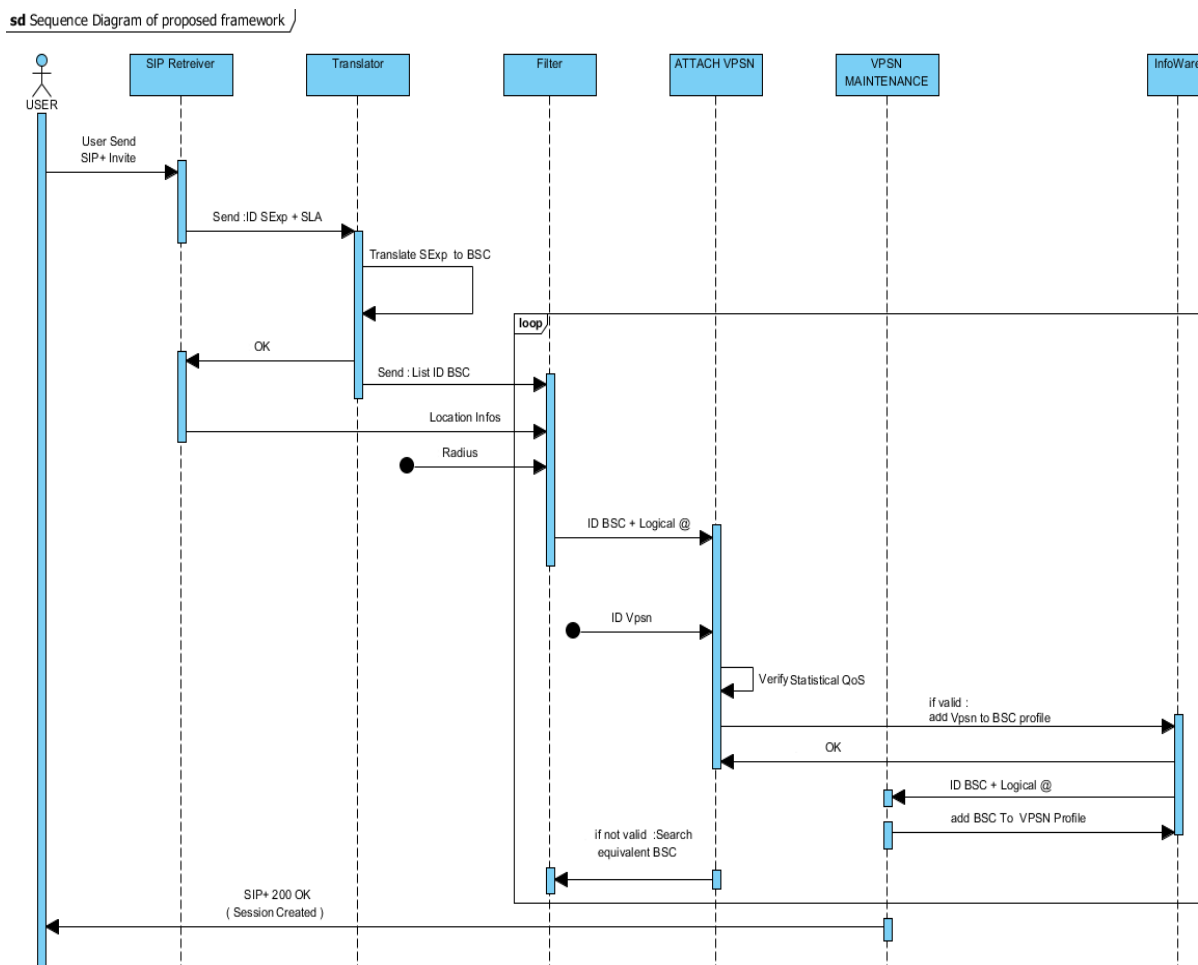 sd Sequence Diagram of proposed framework
USER
SIP Retreiver
Translator
Filter
ATTACH VPSN
VPSN
MAINTENANCE
InfoWare
User Send
SIP+ Invite
Send :ID SExp + SLA
Translate SExp to BSC
loop
OK
Send : List ID BSC
Location Infos
Radius
ID BSC + Logical @
ID Vpsn
Verify Statistical QoS
if valid :
add Vpsn to BSC profile
OK
ID BSC + Logical @
add BSC To VPSN Profile
if not valid :Search
equivalent BSC
SIP+ 200 OK
( Session Created )